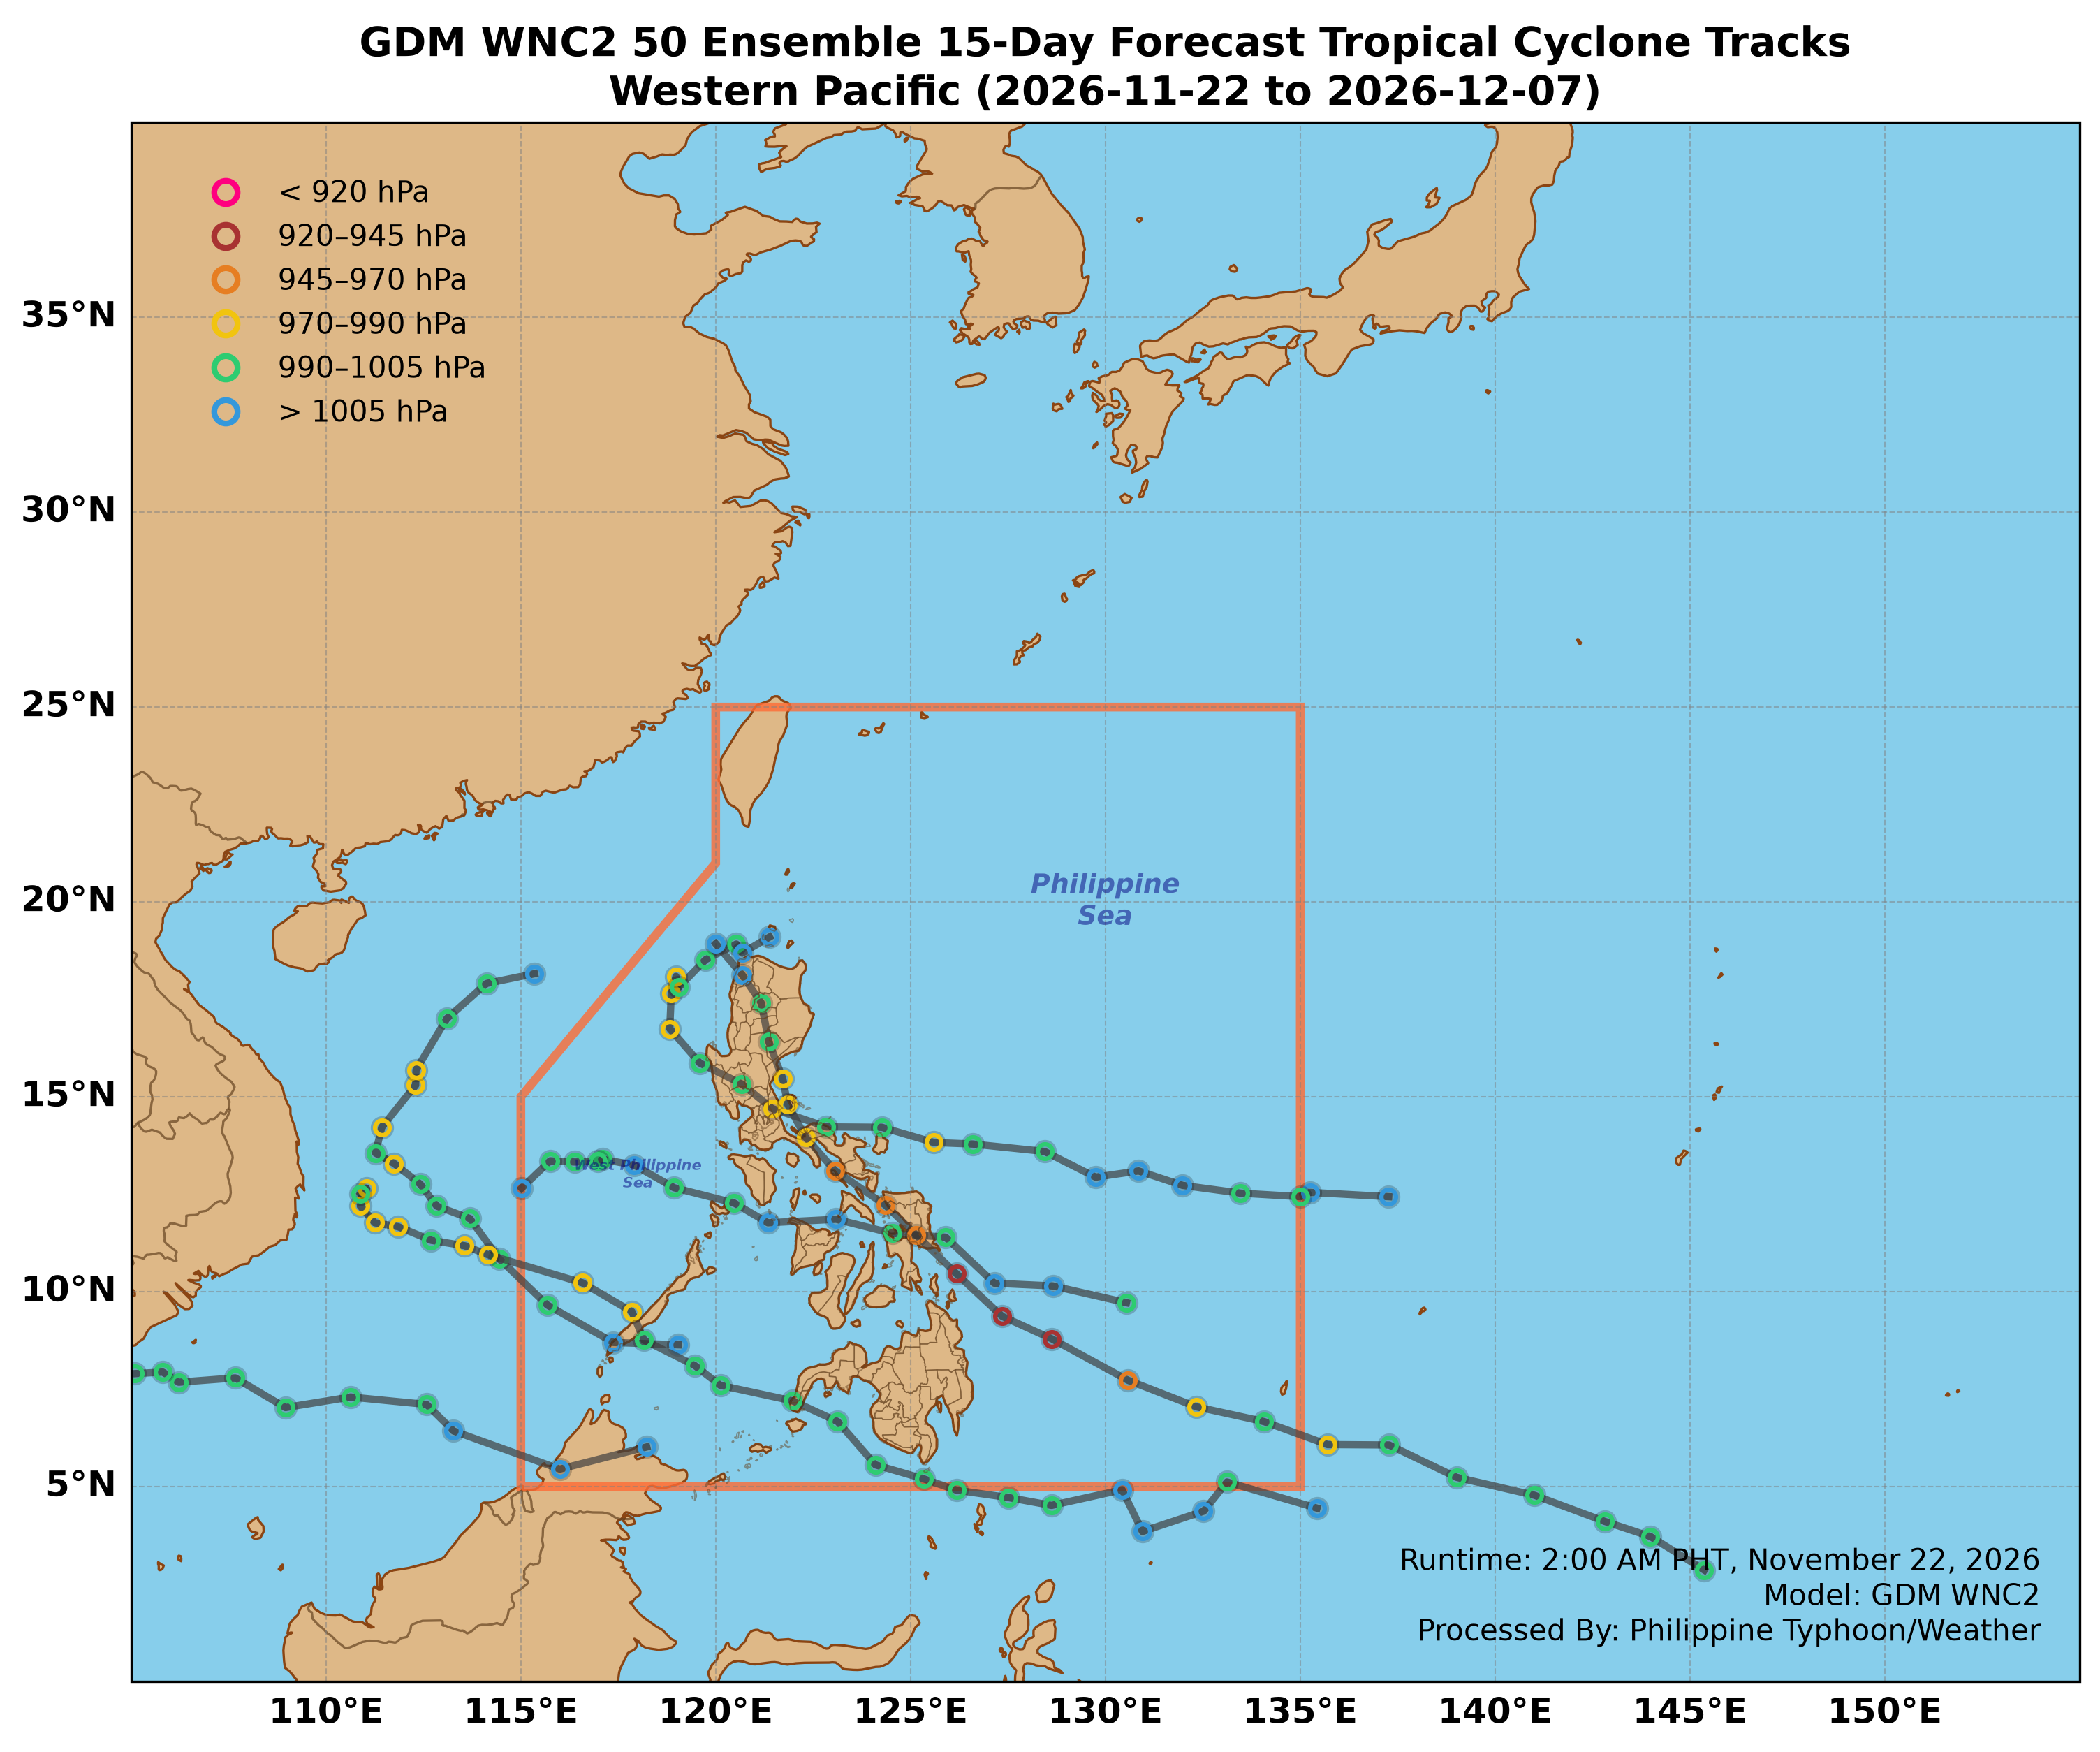 GDM WNC2 50 Ensemble 15-Day Forecast Tropical Cyclone Tracks
Western Pacific (2026-11-22 to 2026-12-07)
< 920 hPa
920–945 hPa
945–970 hPa
970–990 hPa
990–1005 hPa
> 1005 hPa
35°N
30°N
25°N
20°N
15°N
10°N
5°N
Philippine
Sea
West Philippine
Sea
Runtime: 2:00 AM PHT, November 22, 2026
Model: GDM WNC2
Processed By: Philippine Typhoon/Weather
110°E
115°E
120°E
125°E
130°E
135°E
140°E
145°E
150°E